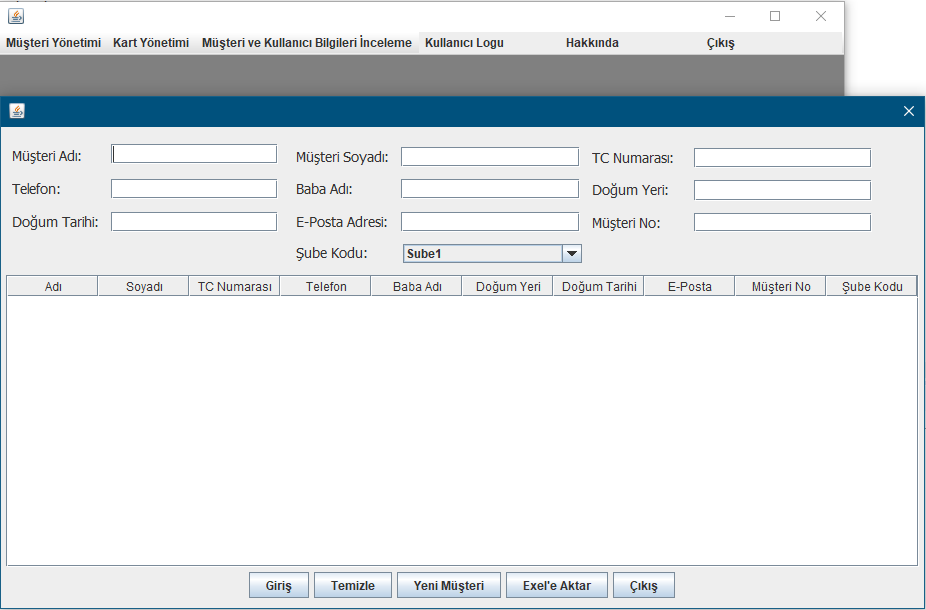 Müşteri Yönetimi Kart Yönetimi Müşteri ve Kullanıcı Bilgileri İnceleme Kullanıcı Logu Hakkında Çıkış
Müşteri Adı: Müşteri Soyadı: TC Numarası:
Telefon: Baba Adı: Doğum Yeri:
Doğum Tarihi: E-Posta Adresi: Müşteri No:
Şube Kodu: Sube1
Adı Soyadı TC Numarası Telefon Baba Adı Doğum Yeri Doğum Tarihi E-Posta Müşteri No Şube Kodu
Giriş Temizle Yeni Müşteri Exel'e Aktar Çıkış